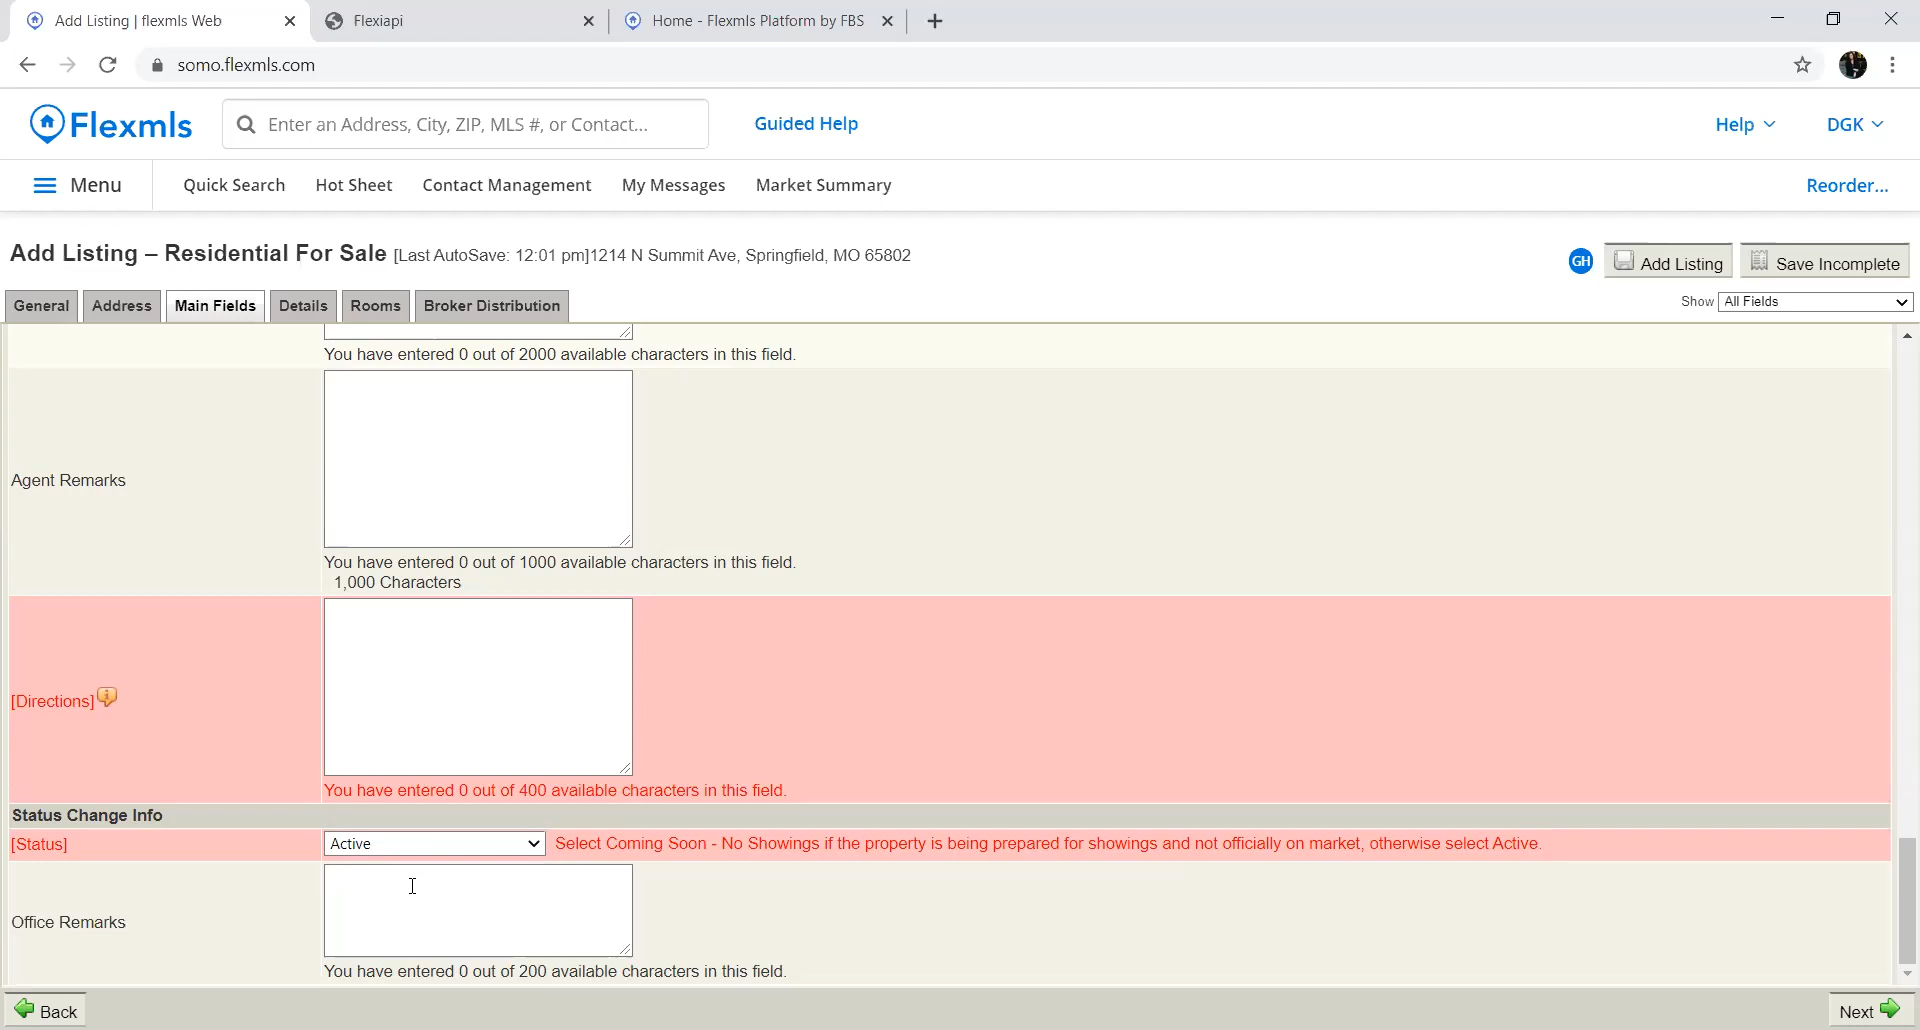 Add Listing | flexmls Web
Flexiapi
Home - Flexmls Platform by FBS
somo.flexmls.com
Flexmls
Enter an Address, City, ZIP, MLS #, or Contact...
Guided Help
Help
DGK
Menu
Quick Search
Hot Sheet
Contact Management
My Messages
Market Summary
Reorder...
Add Listing – Residential For Sale [Last AutoSave: 12:01 pm]1214 N Summit Ave, Springfield, MO 65802
GH
Add Listing
Save Incomplete
General
Address
Main Fields
Details
Rooms
Broker Distribution
Show All Fields
You have entered 0 out of 2000 available characters in this field.
Agent Remarks
You have entered 0 out of 1000 available characters in this field.
1,000 Characters
[Directions]
You have entered 0 out of 400 available characters in this field.
Status Change Info
[Status] Active Select Coming Soon - No Showings if the property is being prepared for showings and not officially on market, otherwise select Active.
Office Remarks
You have entered 0 out of 200 available characters in this field.
Back
Next